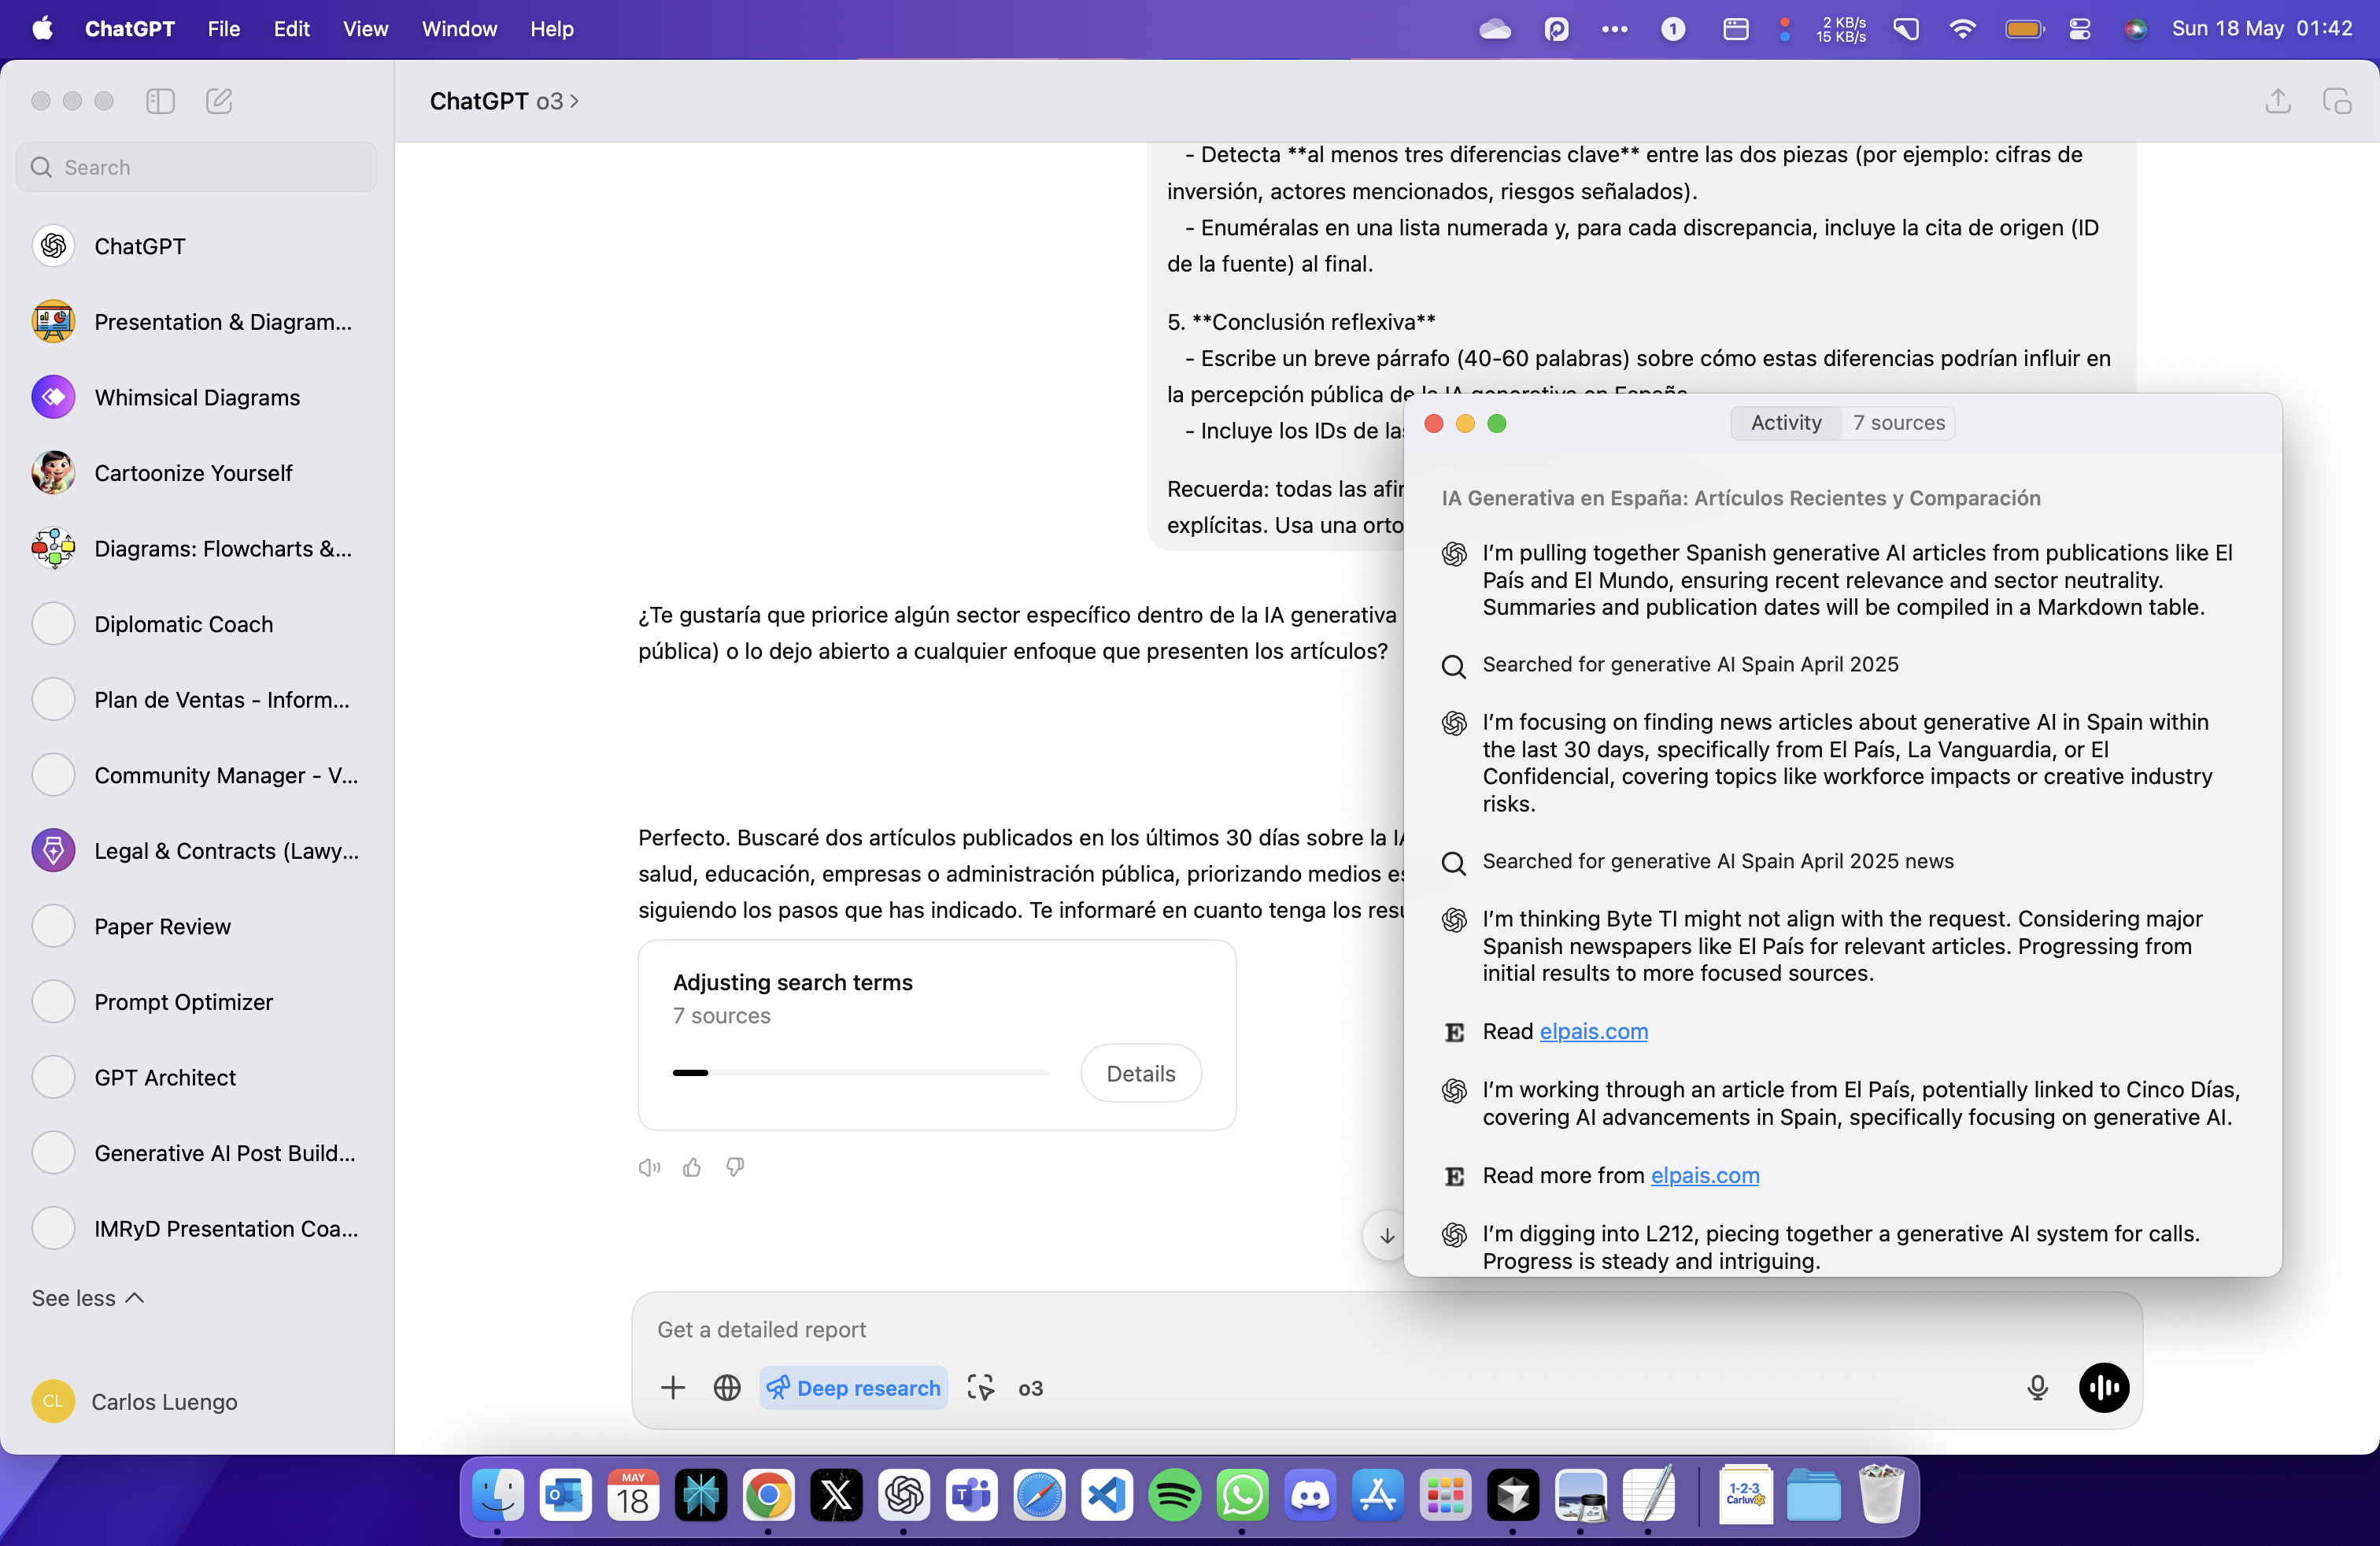 ChatGPT File Edit View Window Help
1
2 KB/s
15 KB/s
Sun 18 May 01:42
Search
ChatGPT
Presentation & Diagram...
Whimsical Diagrams
Cartoonize Yourself
Diagrams: Flowcharts &...
Diplomatic Coach
Plan de Ventas - Inform...
Community Manager - V...
Legal & Contracts (Lawy...
Paper Review
Prompt Optimizer
GPT Architect
Generative AI Post Build...
IMRyD Presentation Coa...
See less
CL Carlos Luengo
ChatGPT o3 >
- Detecta **al menos tres diferencias clave** entre las dos piezas (por ejemplo: cifras de
inversión, actores mencionados, riesgos señalados).
- Enuméralas en una lista numerada y, para cada discrepancia, incluye la cita de origen (ID
de la fuente) al final.
5. **Conclusión reflexiva**
- Escribe un breve párrafo (40-60 palabras) sobre cómo estas diferencias podrían influir en
la percepción pública de la IA generativa en España
- Incluye los IDs de las
Recuerda: todas las afir
explícitas. Usa una orto
¿Te gustaría que priorice algún sector específico dentro de la IA generativa
pública) o lo dejo abierto a cualquier enfoque que presenten los artículos?
Perfecto. Buscaré dos artículos publicados en los últimos 30 días sobre la IA
salud, educación, empresas o administración pública, priorizando medios es
siguiendo los pasos que has indicado. Te informaré en cuanto tenga los resu
Adjusting search terms
7 sources
Details
Get a detailed report
Deep research
o3
Activity 7 sources
IA Generativa en España: Artículos Recientes y Comparación
I'm pulling together Spanish generative AI articles from publications like El
País and El Mundo, ensuring recent relevance and sector neutrality.
Summaries and publication dates will be compiled in a Markdown table.
Searched for generative AI Spain April 2025
I'm focusing on finding news articles about generative AI in Spain within
the last 30 days, specifically from El País, La Vanguardia, or El
Confidencial, covering topics like workforce impacts or creative industry
risks.
Searched for generative AI Spain April 2025 news
I'm thinking Byte TI might not align with the request. Considering major
Spanish newspapers like El País for relevant articles. Progressing from
initial results to more focused sources.
E Read elpais.com
I'm working through an article from El País, potentially linked to Cinco Días,
covering AI advancements in Spain, specifically focusing on generative AI.
E Read more from elpais.com
I'm digging into L212, piecing together a generative AI system for calls.
Progress is steady and intriguing.
MAY
18
1-2-3
Carluv